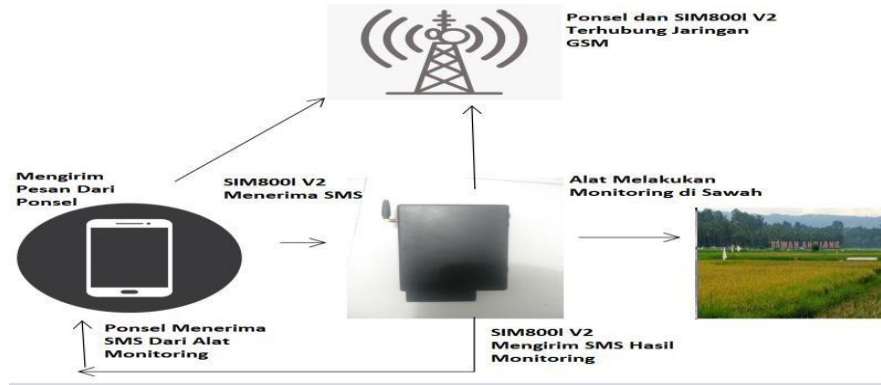 Ponsel dan SIM800l V2
Terhubung Jaringan
GSM
Mengirim
Pesan Dari
Ponsel
SIM800l V2
Menerima SMS
Alat Melakukan
Monitoring di Sawah
Ponsel Menerima
SMS Dari Alat
Monitoring
SIM800l V2
Mengirim SMS Hasil
Monitoring